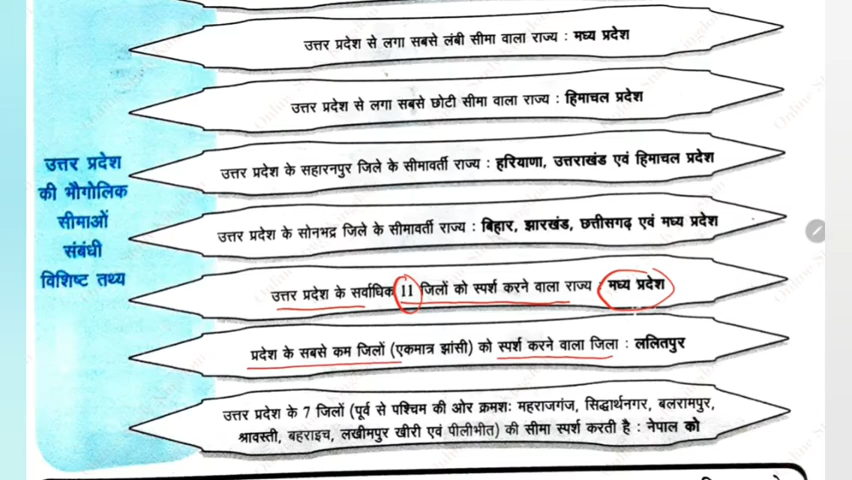 उत्तर प्रदेश से लगा सबसे लंबी सीमा वाला राज्य : मध्य प्रदेश
उत्तर प्रदेश से लगा सबसे छोटी सीमा वाला राज्य : हिमाचल प्रदेश
उत्तर प्रदेश
की भौगोलिक
सीमाओं
संबंधी
विशिष्ट तथ्य
उत्तर प्रदेश के सहारनपुर जिले के सीमावर्ती राज्य : हरियाणा, उत्तराखंड एवं हिमाचल प्रदेश
उत्तर प्रदेश के सोनभद्र जिले के सीमावर्ती राज्य : बिहार, झारखंड, छत्तीसगढ़ एवं मध्य प्रदेश
उत्तर प्रदेश के सर्वाधिक 11 जिलों को स्पर्श करने वाला राज्य मध्य प्रदेश
प्रदेश के सबसे कम जिलों (एकमात्र झांसी) को स्पर्श करने वाला जिला : ललितपुर
उत्तर प्रदेश के 7 जिलों (पूर्व से पश्चिम की ओर क्रमशः महराजगंज, सिद्धार्थनगर, बलरामपुर,
श्रावस्ती, बहराइच, लखीमपुर खीरी एवं पीलीभीत) की सीमा स्पर्श करती है : नेपाल को